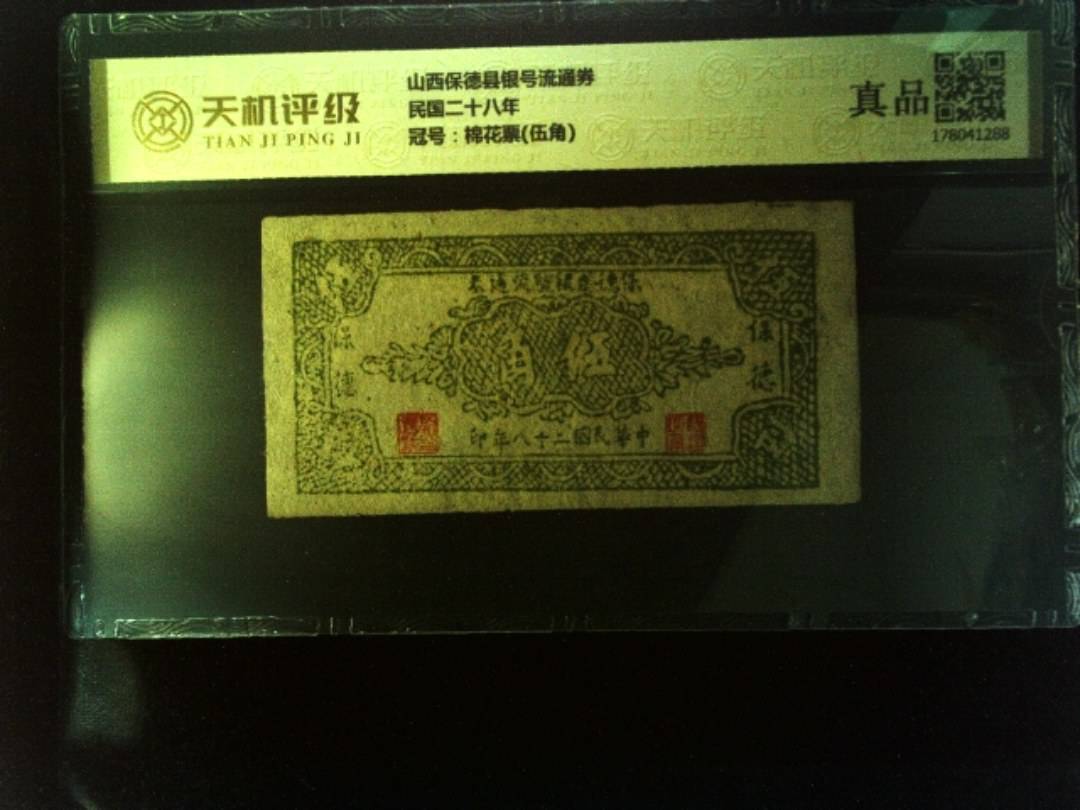 天机评级
TIAN JI PING JI
山西保德县银号流通券
民国二十八年
冠号：棉花票(伍角)
真品
178041288
保德
角伍
印年八十二國民華中